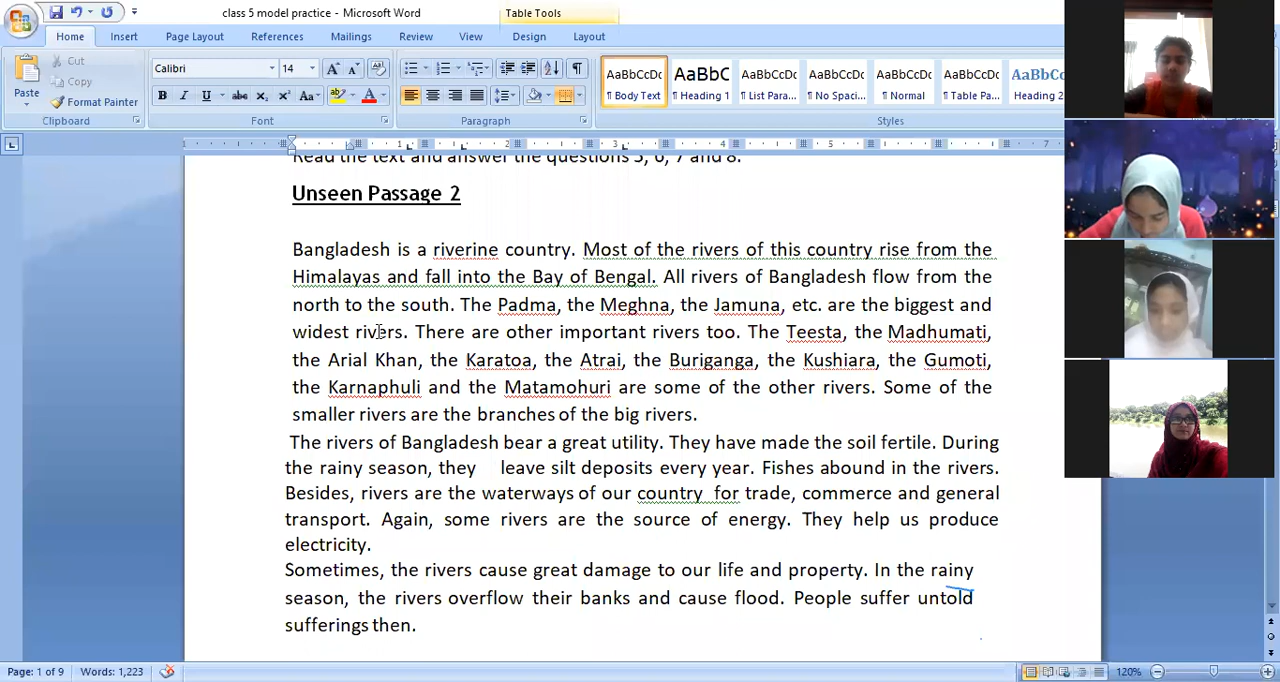 class 5 model practice - Microsoft Word
Table Tools
Home Insert Page Layout References Mailings Review View Design Layout
Cut
Copy
Paste
Format Painter
Calibri 14
AaBbCcDc AaBbC AaBbCcDc AaBbCcDc AaBbCcDc AaBbCcDc AaBbCc
¶ Body Text ¶ Heading 1 ¶ List Para... ¶ No Spaci... ¶ Normal ¶ Table Pa... Heading 2
Clipboard Font Paragraph Styles
Read the text and answer the questions 5, 6, 7 and 8.
Unseen Passage 2
Bangladesh is a riverine country. Most of the rivers of this country rise from the
Himalayas and fall into the Bay of Bengal. All rivers of Bangladesh flow from the
north to the south. The Padma, the Meghna, the Jamuna, etc. are the biggest and
widest rivers. There are other important rivers too. The Teesta, the Madhumati,
the Arial Khan, the Karatoa, the Atrai, the Buriganga, the Kushiara, the Gumoti,
the Karnaphuli and the Matamohuri are some of the other rivers. Some of the
smaller rivers are the branches of the big rivers.
The rivers of Bangladesh bear a great utility. They have made the soil fertile. During
the rainy season, they leave silt deposits every year. Fishes abound in the rivers.
Besides, rivers are the waterways of our country for trade, commerce and general
transport. Again, some rivers are the source of energy. They help us produce
electricity.
Sometimes, the rivers cause great damage to our life and property. In the rainy
season, the rivers overflow their banks and cause flood. People suffer untold
sufferings then.
Page: 1 of 9 Words: 1,223 120%